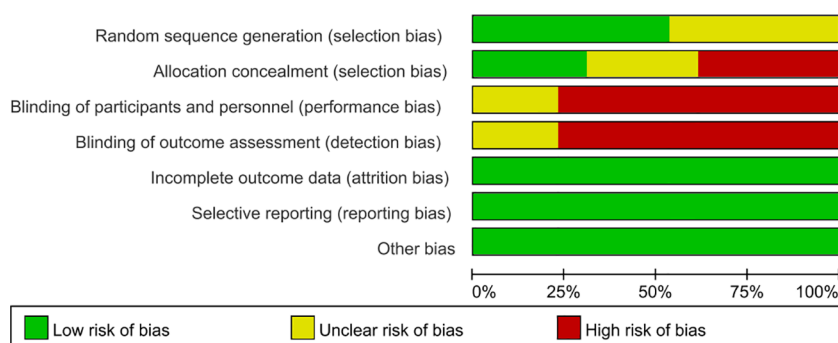 Random sequence generation (selection bias)
Allocation concealment (selection bias)
Blinding of participants and personnel (performance bias)
Blinding of outcome assessment (detection bias)
Incomplete outcome data (attrition bias)
Selective reporting (reporting bias)
Other bias
0% 25% 50% 75% 100%
Low risk of bias Unclear risk of bias High risk of bias